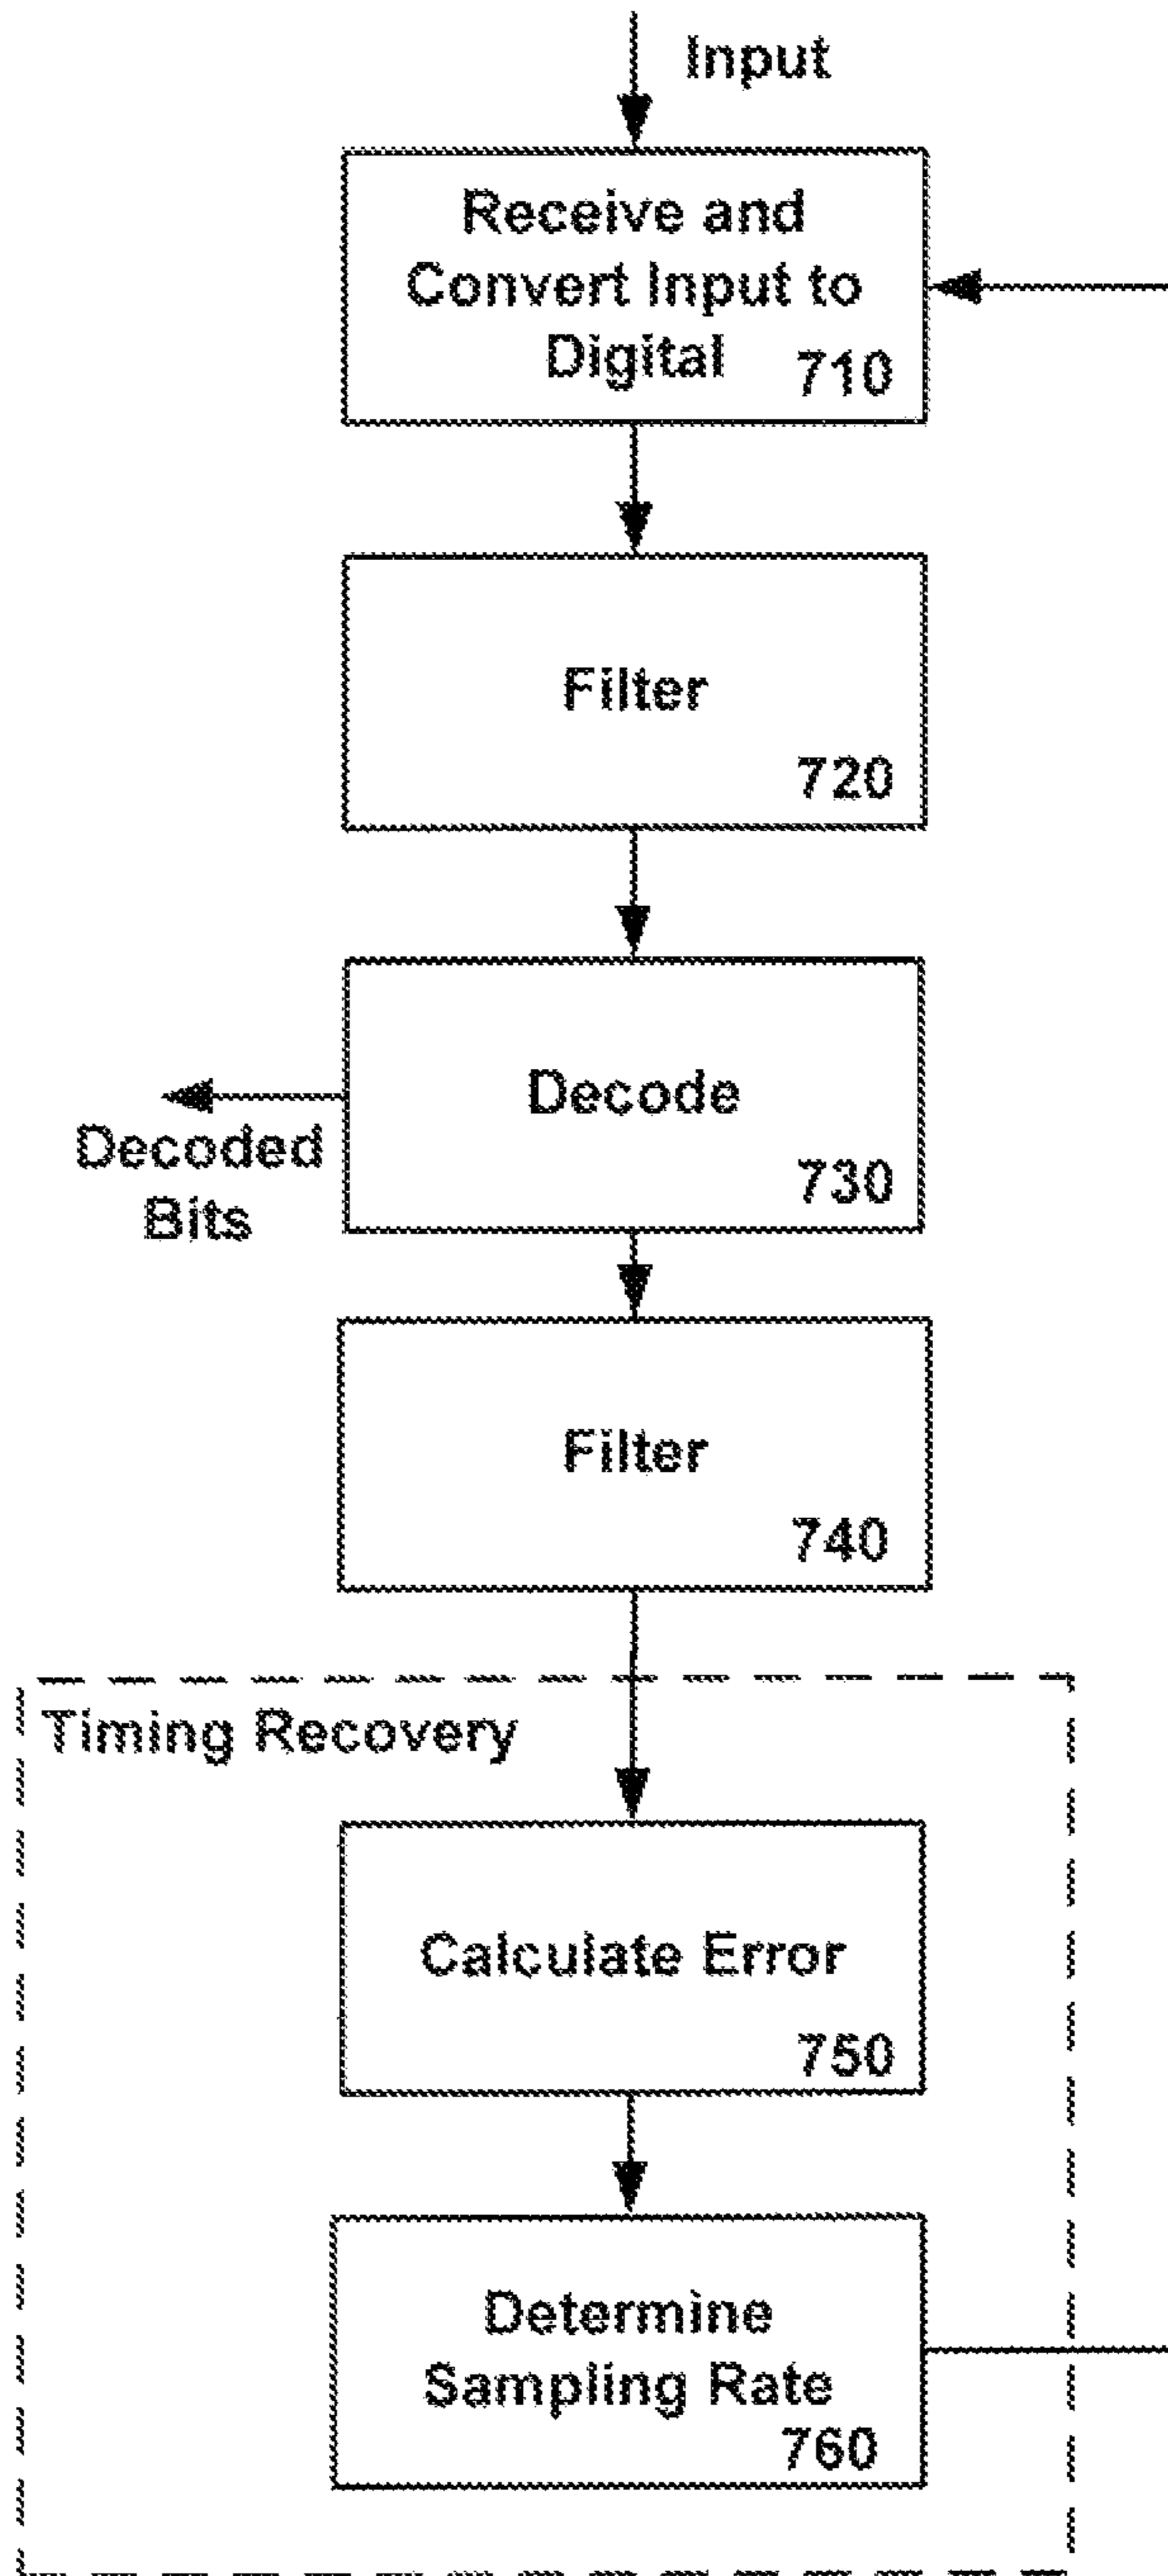 Input
Receive and
Convert Input to
Digital 710
Filter
720
Decode
730
Decoded
Bits
Filter
740
Timing Recovery
Calculate Error
750
Determine
Sampling Rate
760